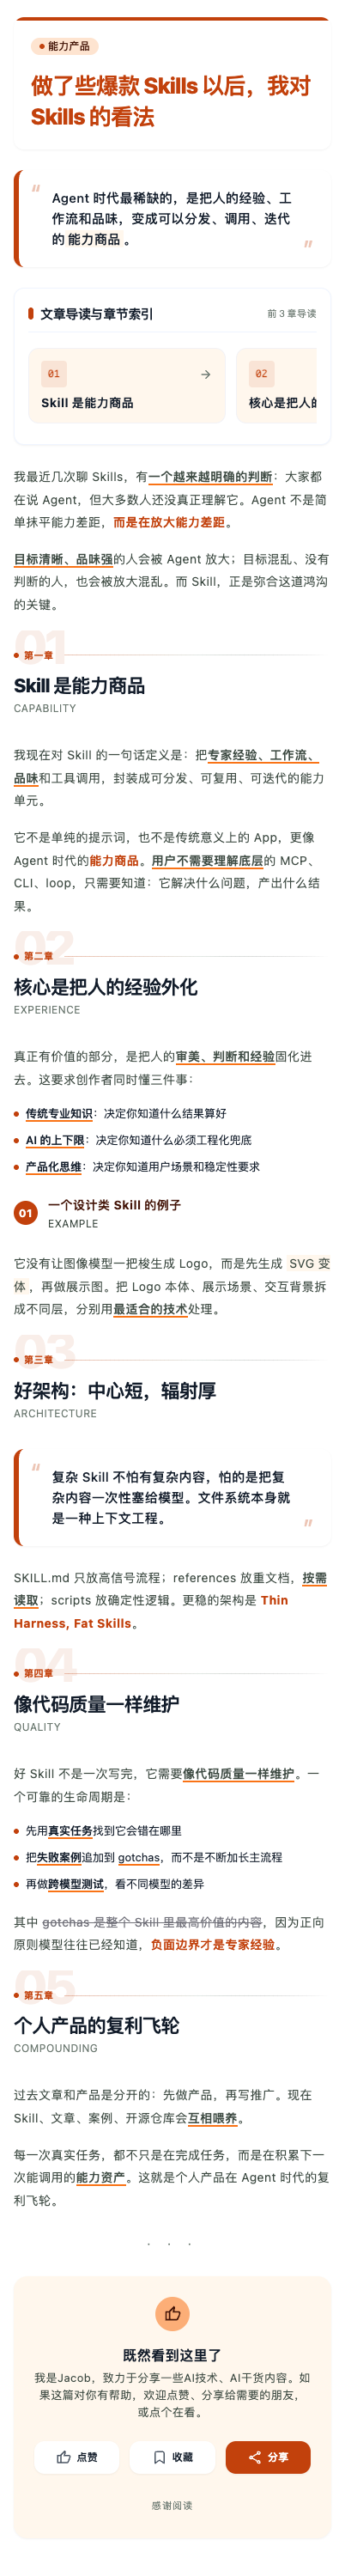 能力产品
做了些爆款 Skills 以后，我对
Skills 的看法
“
Agent 时代最稀缺的，是把人的经验、工
作流和品味，变成可以分发、调用、迭代
的 能力商品 。
”
文章导读与章节索引
前 3 章导读
01
→
Skill 是能力商品
02
核心是把人的
我最近几次聊 Skills，有一个越来越明确的判断：大家都
在说 Agent，但大多数人还没真正理解它。Agent 不是简
单抹平能力差距，而是在放大能力差距。
目标清晰、品味强的人会被 Agent 放大；目标混乱、没有
判断的人，也会被放大混乱。而 Skill，正是弥合这道鸿沟
的关键。
01
第一章
Skill 是能力商品
CAPABILITY
我现在对 Skill 的一句话定义是：把专家经验、工作流、
品味和工具调用，封装成可分发、可复用、可迭代的能力
单元。
它不是单纯的提示词，也不是传统意义上的 App，更像
Agent 时代的能力商品。用户不需要理解底层的 MCP、
CLI、loop，只需要知道：它解决什么问题，产出什么结
果。
02
第二章
核心是把人的经验外化
EXPERIENCE
真正有价值的部分，是把人的审美、判断和经验固化进
去。这要求创作者同时懂三件事：
传统专业知识：决定你知道什么结果算好
AI 的上下限：决定你知道什么必须工程化兜底
产品化思维：决定你知道用户场景和稳定性要求
01
一个设计类 Skill 的例子
EXAMPLE
它没有让图像模型一把梭生成 Logo，而是先生成 SVG 变
体 ，再做展示图。把 Logo 本体、展示场景、交互背景拆
成不同层，分别用最适合的技术处理。
03
第三章
好架构：中心短，辐射厚
ARCHITECTURE
“
复杂 Skill 不怕有复杂内容，怕的是把复
杂内容一次性塞给模型。文件系统本身就
是一种上下文工程。
”
SKILL.md 只放高信号流程；references 放重文档，按需
读取；scripts 放确定性逻辑。更稳的架构是 Thin
Harness, Fat Skills。
04
第四章
像代码质量一样维护
QUALITY
好 Skill 不是一次写完，它需要像代码质量一样维护。一
个可靠的生命周期是：
先用真实任务找到它会错在哪里
把失败案例追加到 gotchas，而不是不断加长主流程
再做跨模型测试，看不同模型的差异
其中 gotchas 是整个 Skill 里最高价值的内容，因为正向
原则模型往往已经知道，负面边界才是专家经验。
05
第五章
个人产品的复利飞轮
COMPOUNDING
过去文章和产品是分开的：先做产品，再写推广。现在
Skill、文章、案例、开源仓库会互相喂养。
每一次真实任务，都不只是在完成任务，而是在积累下一
次能调用的能力资产。这就是个人产品在 Agent 时代的复
利飞轮。
· · ·
既然看到这里了
我是Jacob，致力于分享一些AI技术、AI干货内容。如
果这篇对你有帮助，欢迎点赞、分享给需要的朋友，
或点个在看。
点赞
收藏
分享
感谢阅读